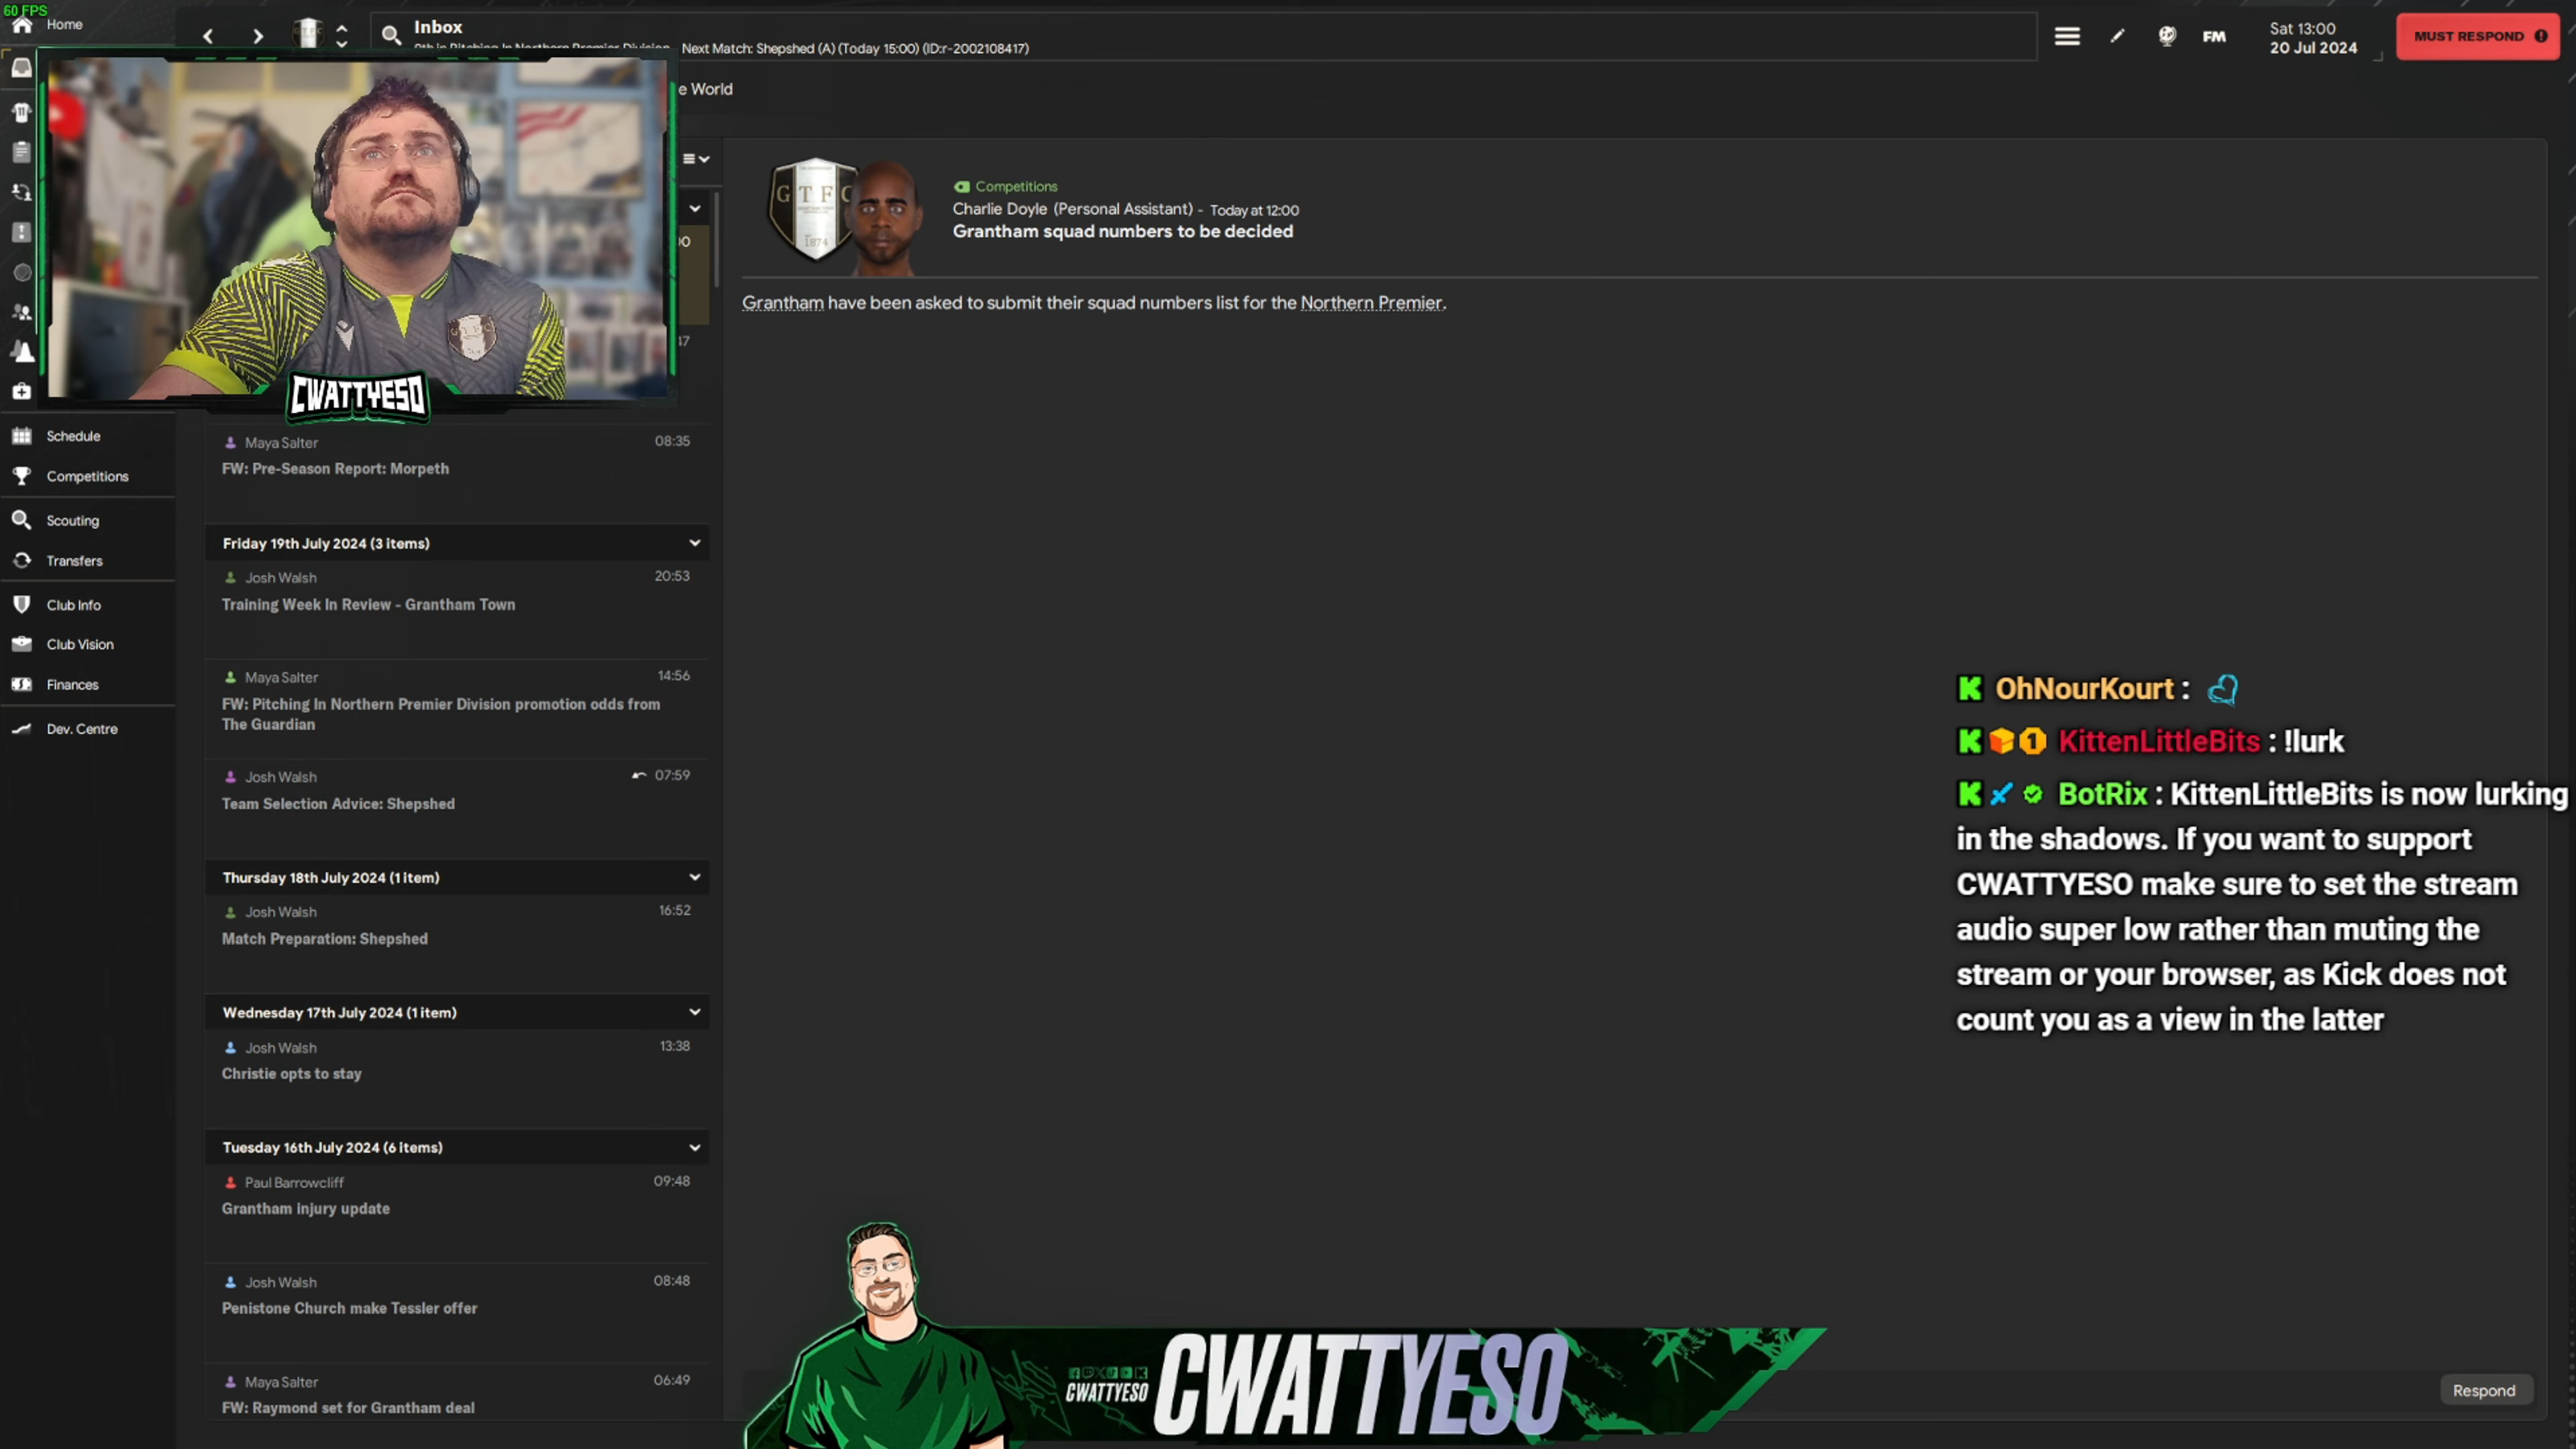 60 FPS
Home
Inbox
Next Match: Shepshed (A) (Today 15:00) (ID:r-2002108417)
FM
Sat 13:00
20 Jul 2024
MUST RESPOND
e World
GTFC
1874
Competitions
Charlie Doyle (Personal Assistant) - Today at 12:00
Grantham squad numbers to be decided
Grantham have been asked to submit their squad numbers list for the Northern Premier.
CWATTYESO
Schedule
Competitions
Scouting
Transfers
Club Info
Club Vision
Finances
Dev. Centre
Maya Salter 08:35
FW: Pre-Season Report: Morpeth
Friday 19th July 2024 (3 items)
Josh Walsh 20:53
Training Week In Review - Grantham Town
Maya Salter 14:56
FW: Pitching In Northern Premier Division promotion odds from
The Guardian
Josh Walsh 07:59
Team Selection Advice: Shepshed
Thursday 18th July 2024 (1 item)
Josh Walsh 16:52
Match Preparation: Shepshed
Wednesday 17th July 2024 (1 item)
Josh Walsh 13:38
Christie opts to stay
Tuesday 16th July 2024 (6 items)
Paul Barrowcliff 09:48
Grantham injury update
Josh Walsh 08:48
Penistone Church make Tessler offer
Maya Salter 06:49
FW: Raymond set for Grantham deal
OhNourKourt :
KittenLittleBits : !lurk
BotRix : KittenLittleBits is now lurking
in the shadows. If you want to support
CWATTYESO make sure to set the stream
audio super low rather than muting the
stream or your browser, as Kick does not
count you as a view in the latter
CWATTYESO
CWATTYESO
Respond